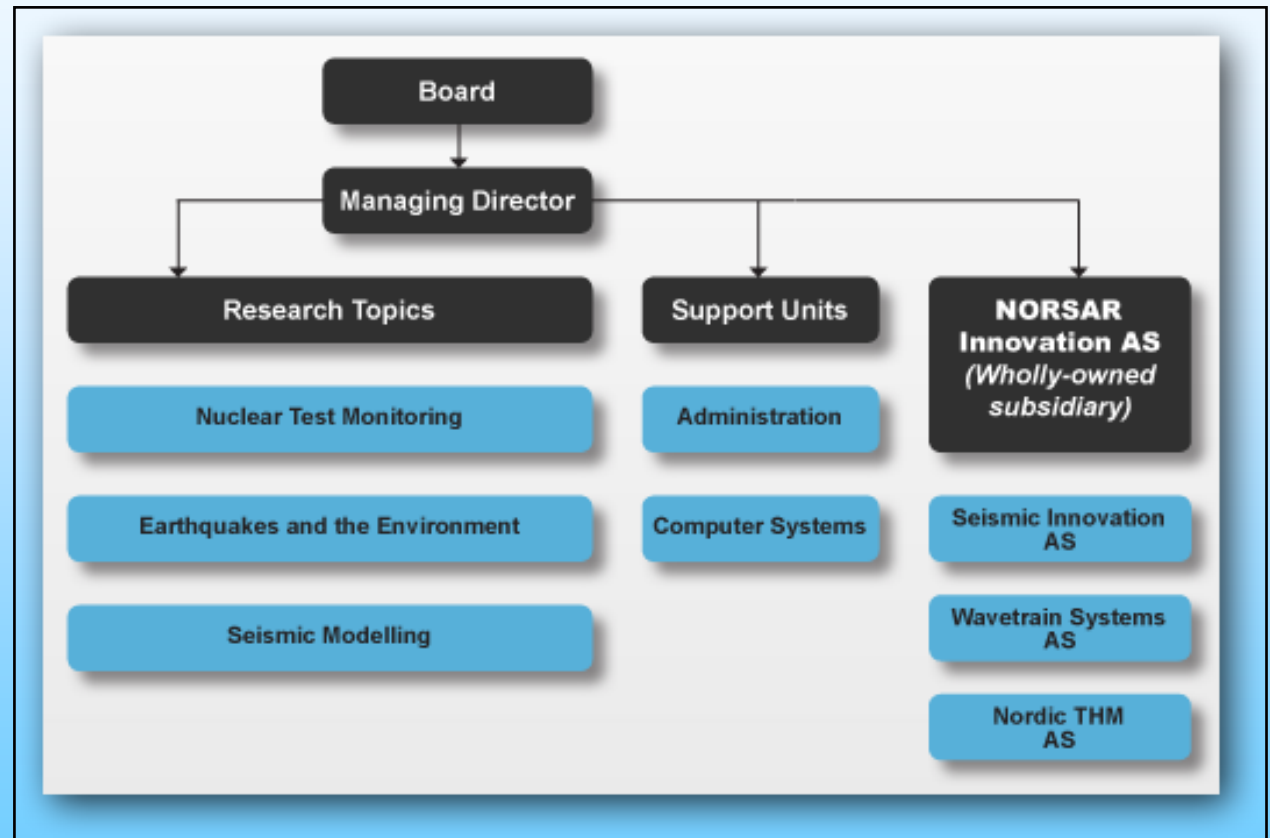 Board
Managing Director
Research Topics
Support Units
NORSAR
Innovation AS
(Wholly-owned
subsidiary)
Nuclear Test Monitoring
Administration
Earthquakes and the Environment
Computer Systems
Seismic Innovation
AS
Seismic Modelling
Wavetrain Systems
AS
Nordic THM
AS